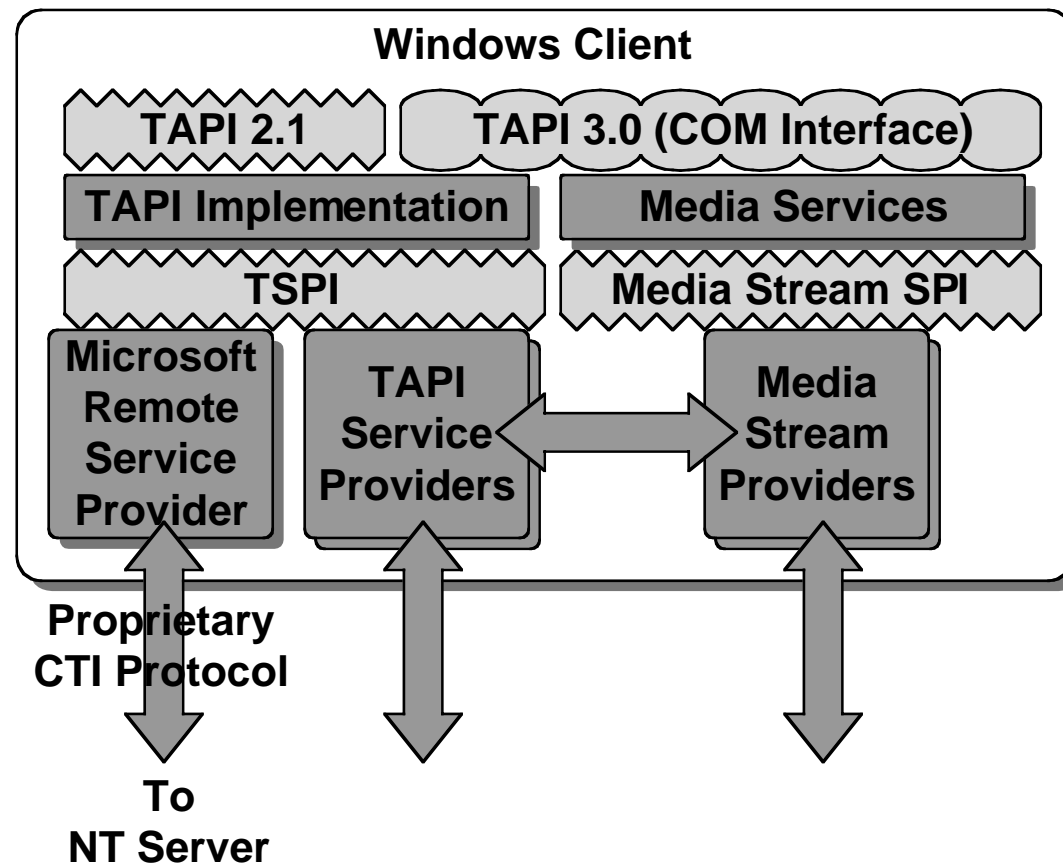 Windows Client
TAPI 2.1
TAPI 3.0 (COM Interface)
TAPI Implementation
Media Services
TSPI
Media Stream SPI
Microsoft
Remote
Service
Provider
TAPI
Service
Providers
Media
Stream
Providers
Proprietary
CTI Protocol
To
NT Server